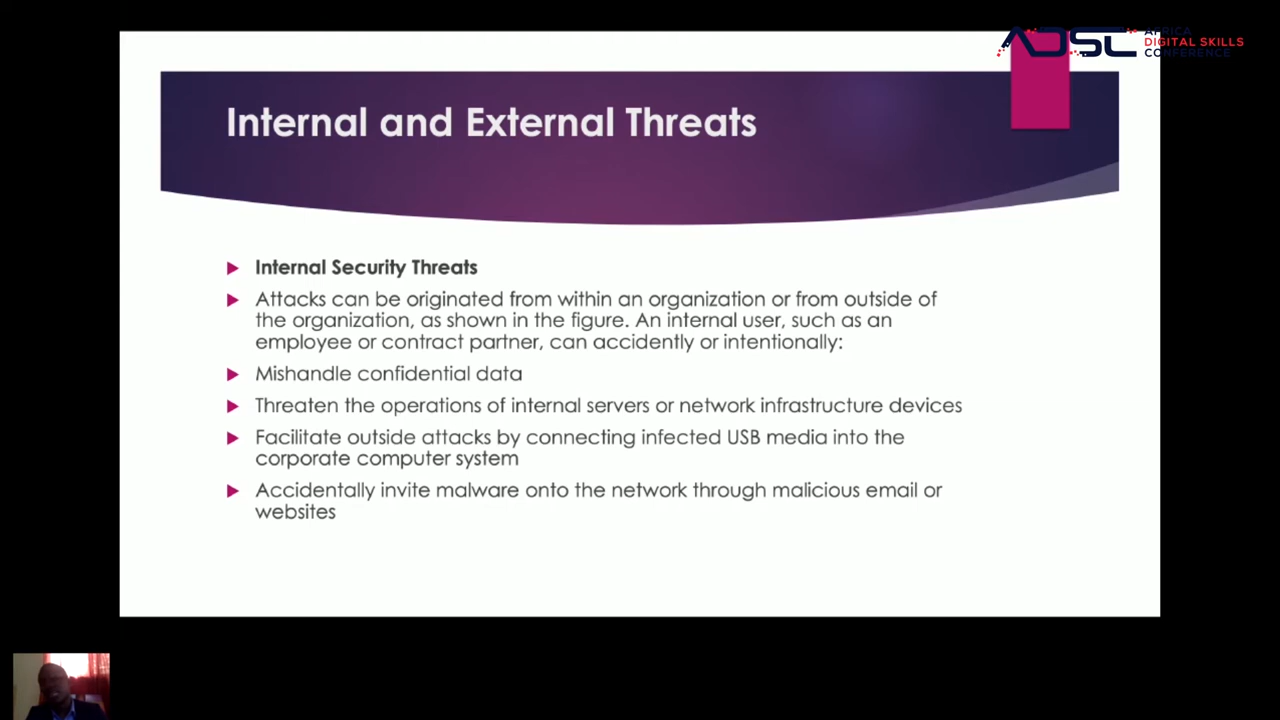 AFRICA
ADSC DIGITAL SKILLS
CONFERENCE
Internal and External Threats
Internal Security Threats
Attacks can be originated from within an organization or from outside of
the organization, as shown in the figure. An internal user, such as an
employee or contract partner, can accidently or intentionally:
Mishandle confidential data
Threaten the operations of internal servers or network infrastructure devices
Facilitate outside attacks by connecting infected USB media into the
corporate computer system
Accidentally invite malware onto the network through malicious email or
websites